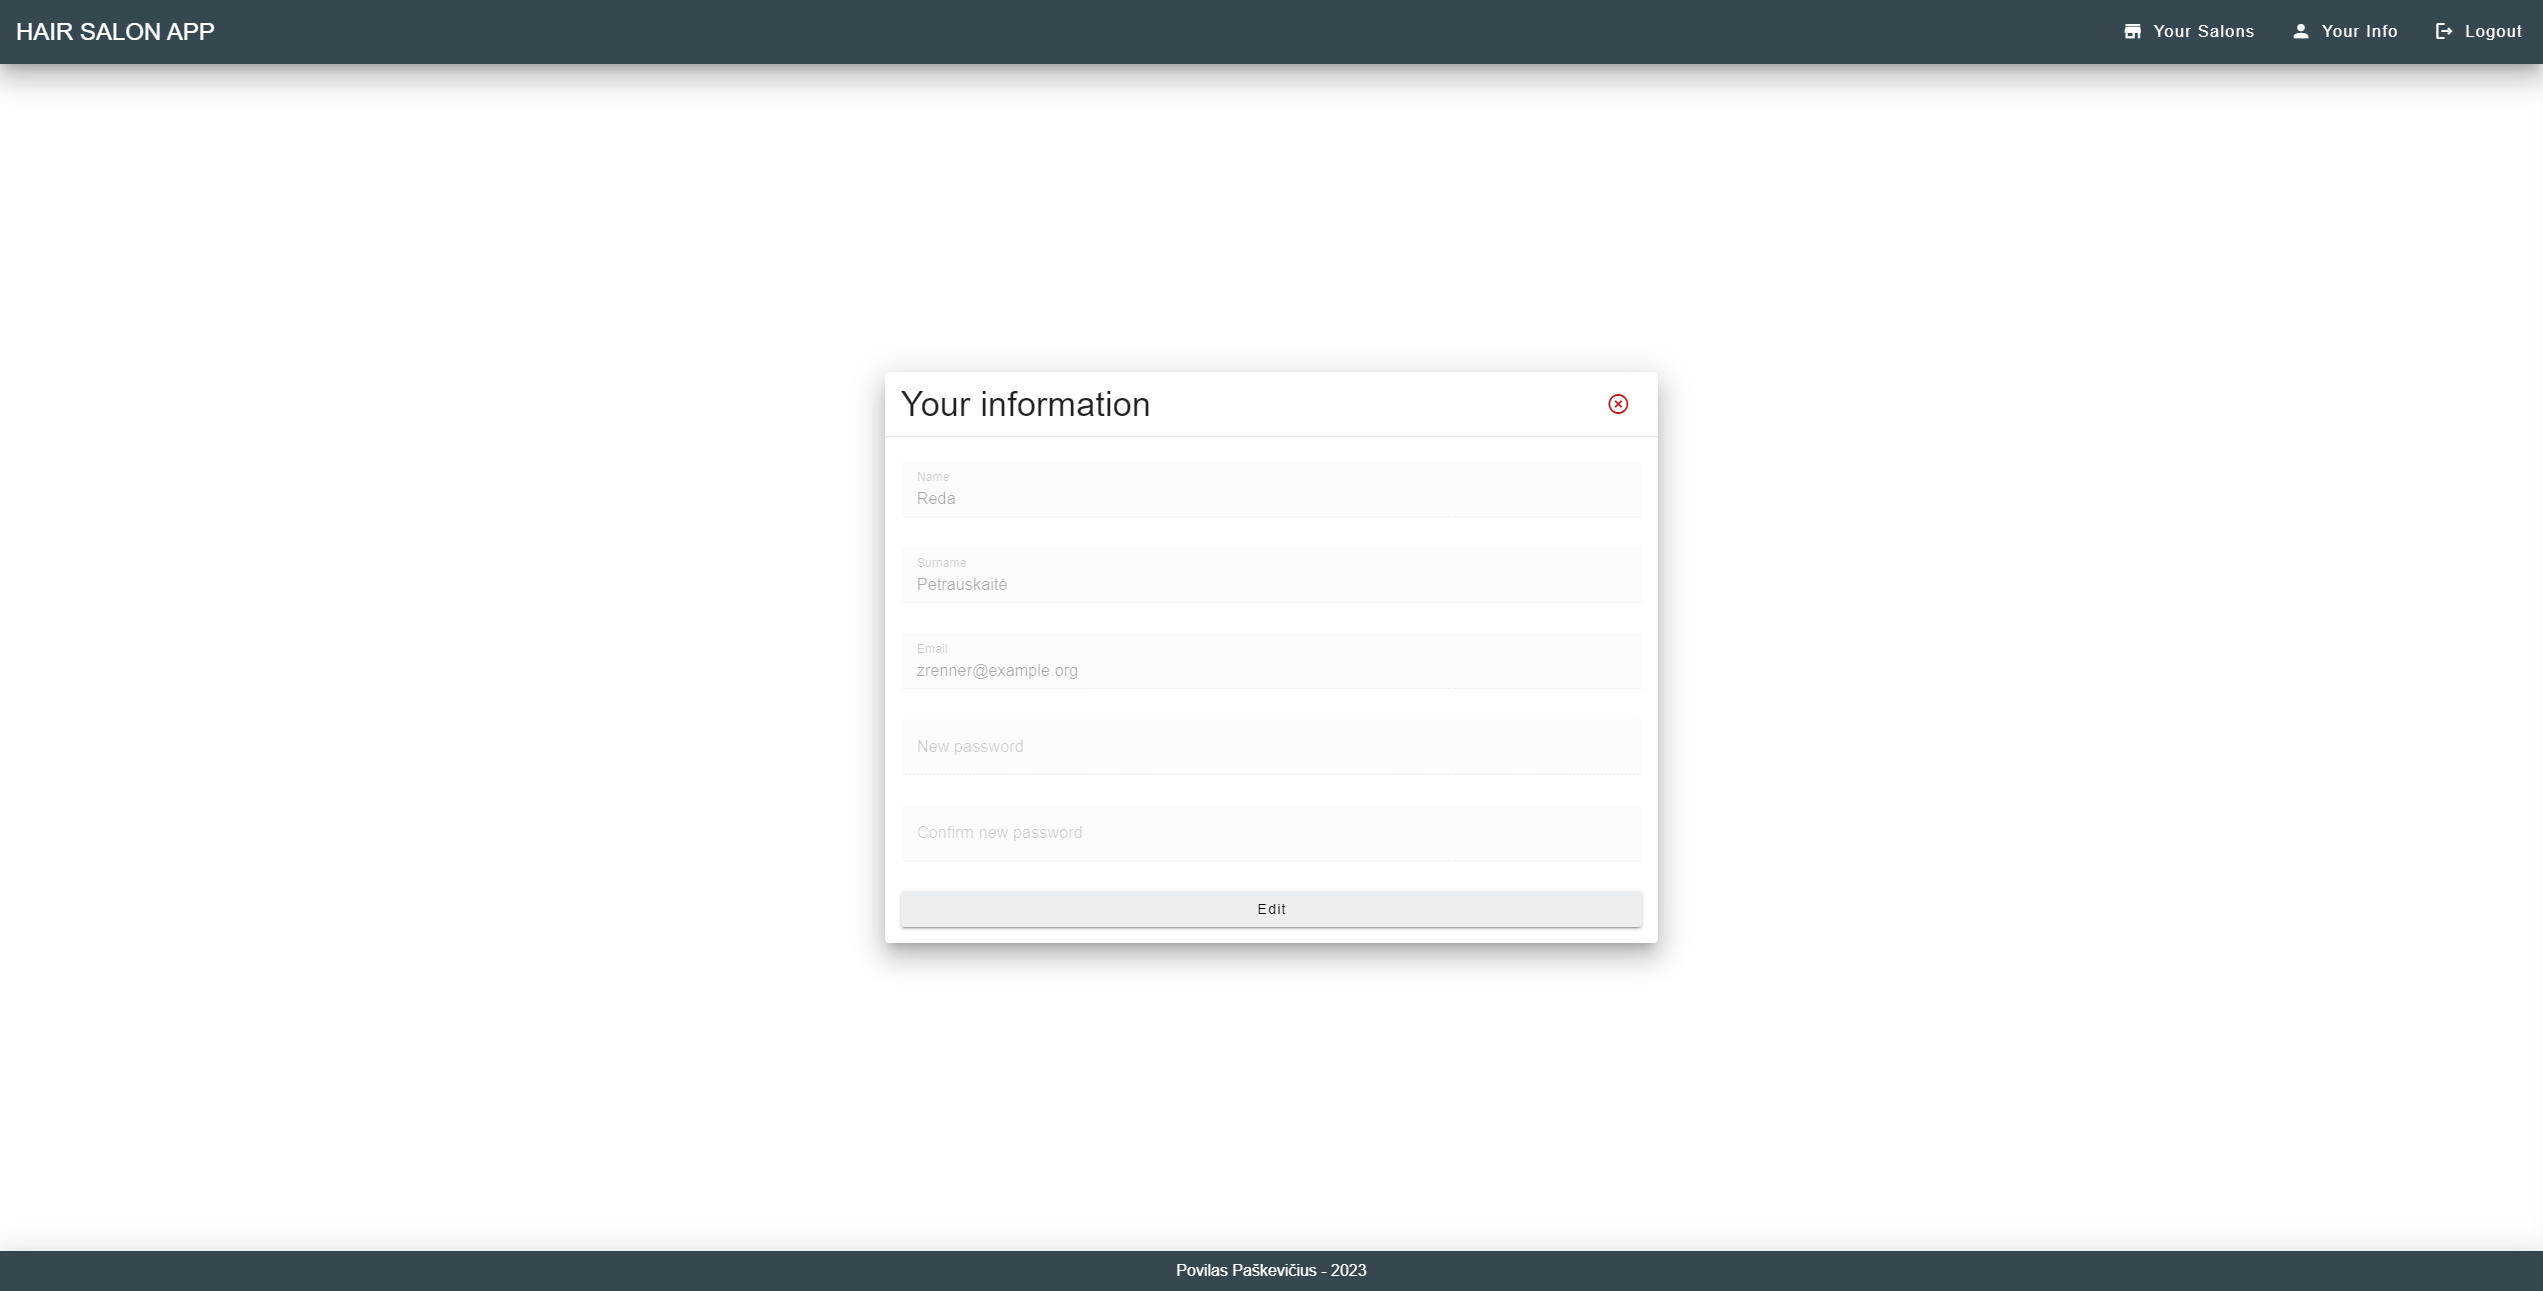 HAIR SALON APP
Your Salons
Your Info
Logout
Your information
Name
Reda
Surname
Petrauskaitė
Email
zrenner@example.org
New password
Confirm new password
Edit
Povilas Paškevičius - 2023